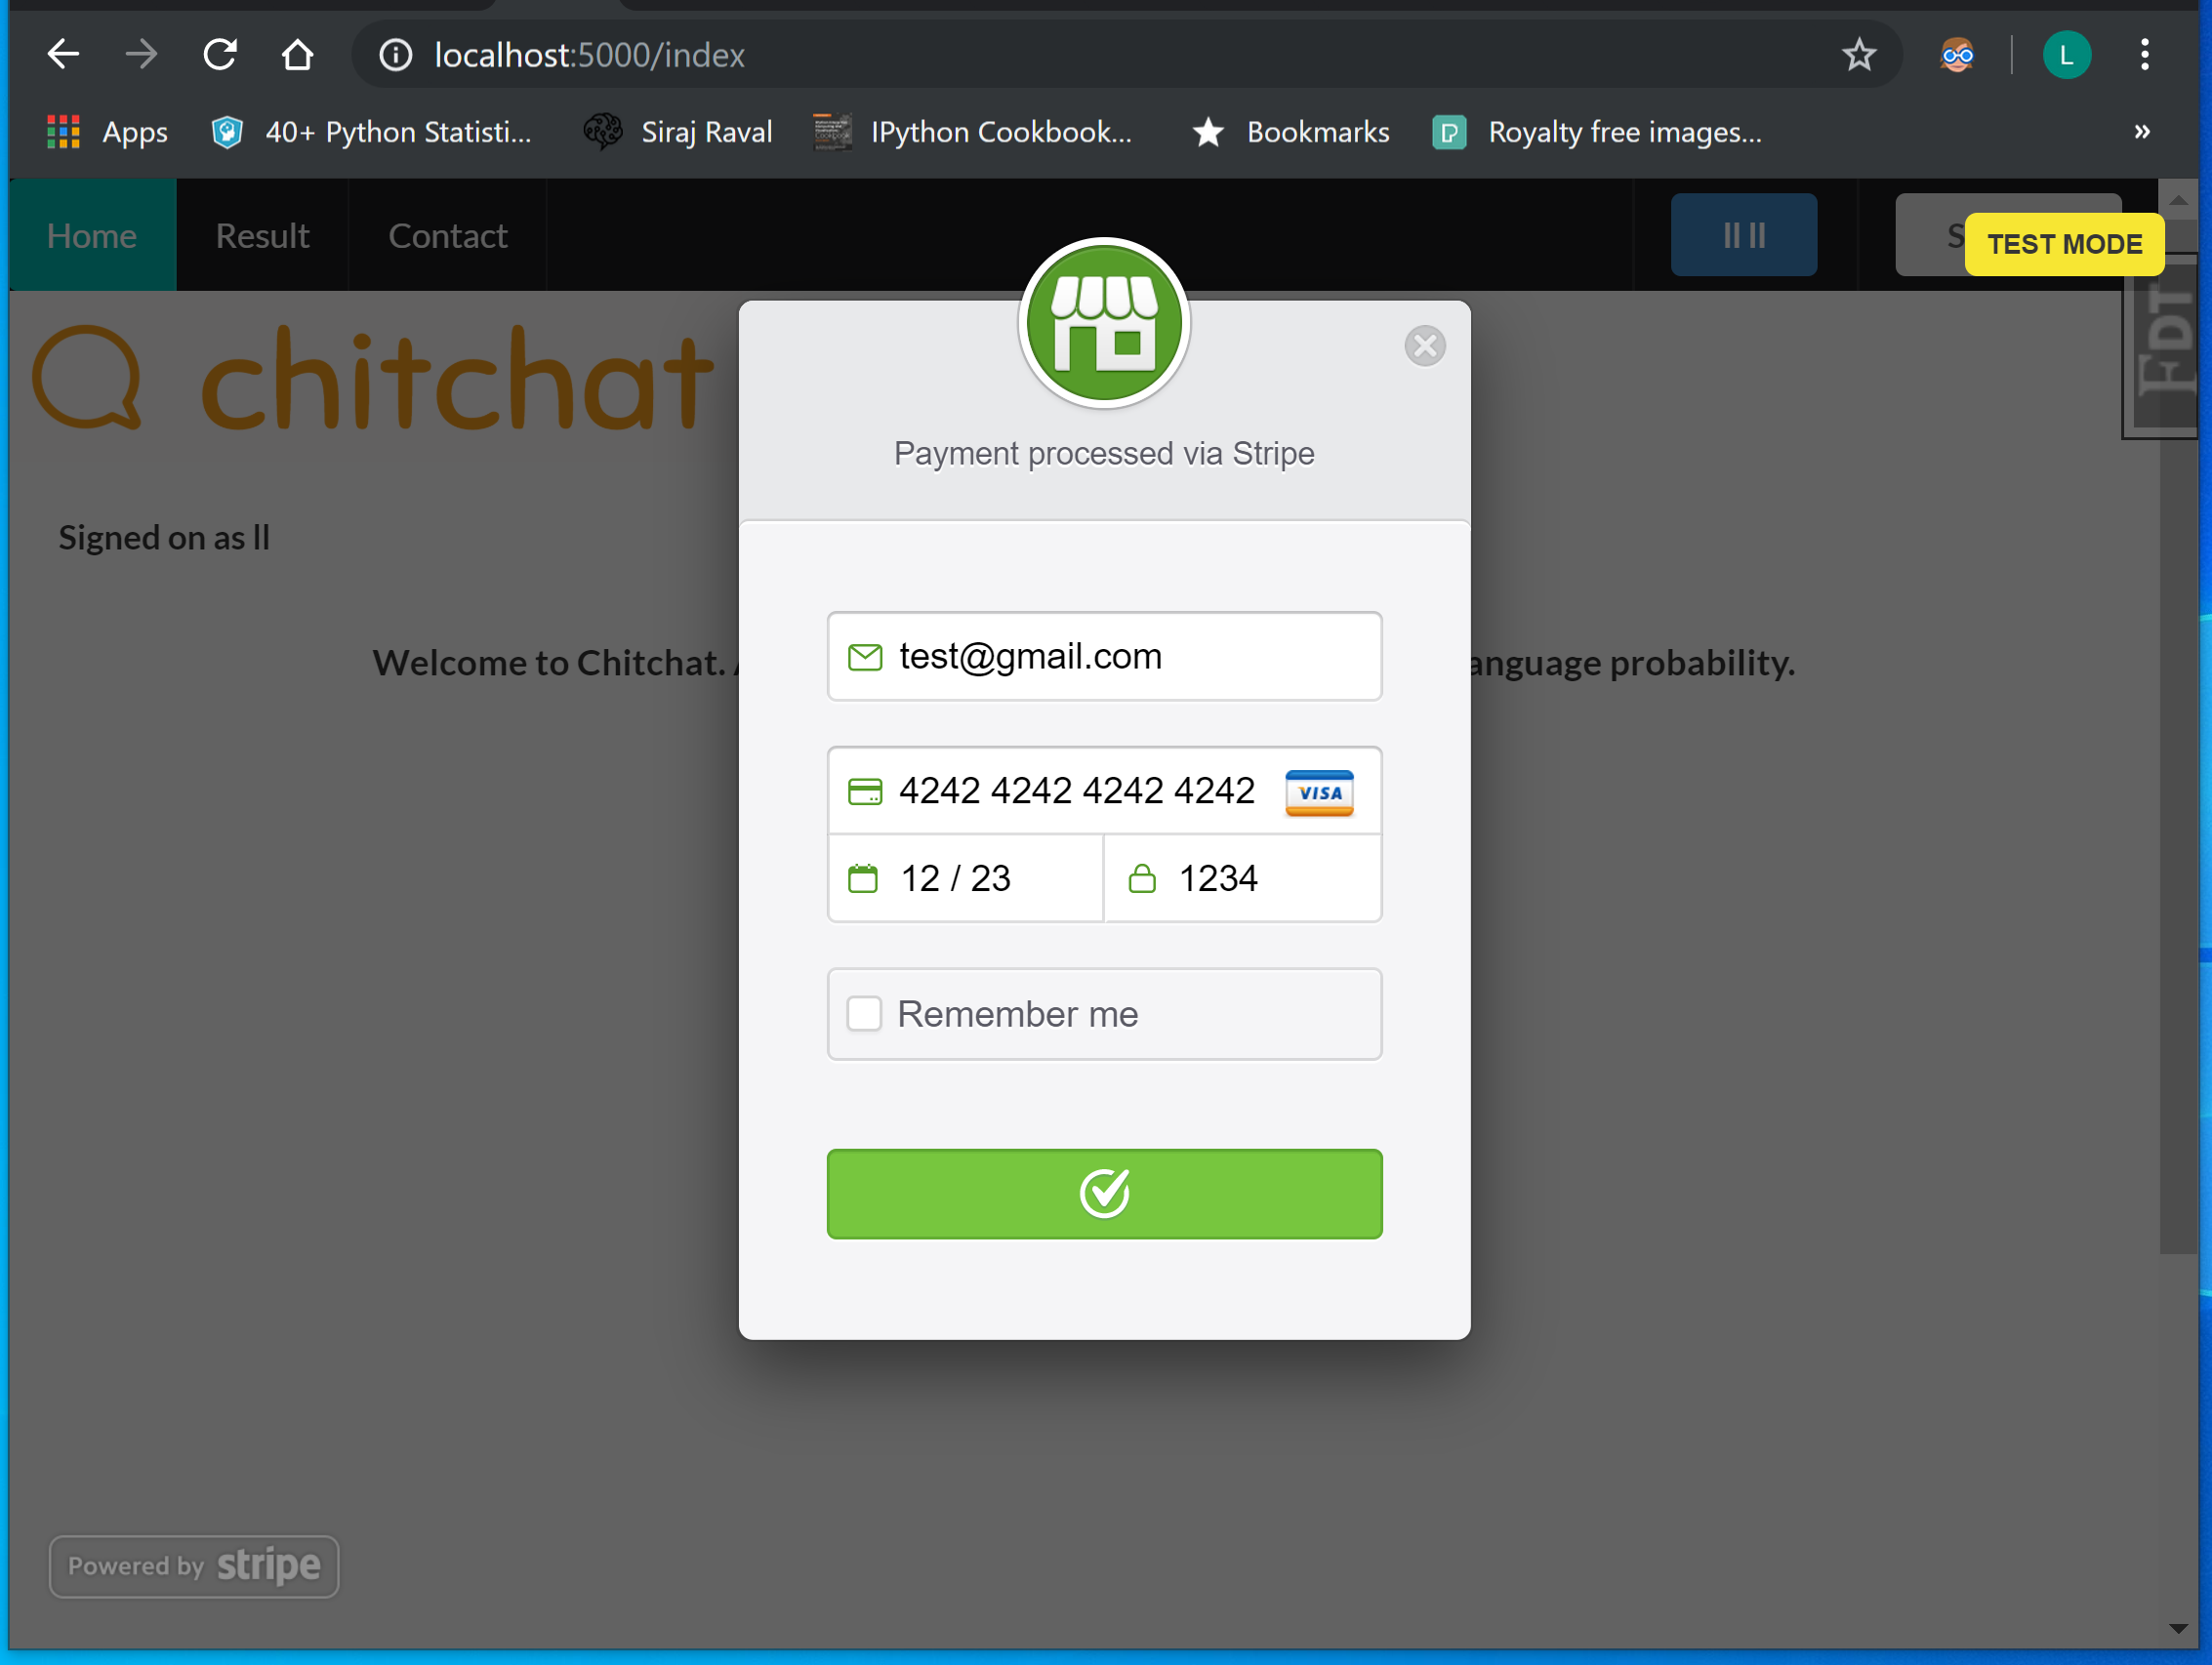 localhost:5000/index
L
Apps
40+ Python Statisti...
Siraj Raval
IPython Cookbook...
Bookmarks
Royalty free images...
»
Home
Result
Contact
ll ll
S
TEST MODE
FDT
chitchat
Payment processed via Stripe
Signed on as ll
test@gmail.com
Welcome to Chitchat.
anguage probability.
4242 4242 4242 4242
VISA
12 / 23
1234
Remember me
Powered by stripe